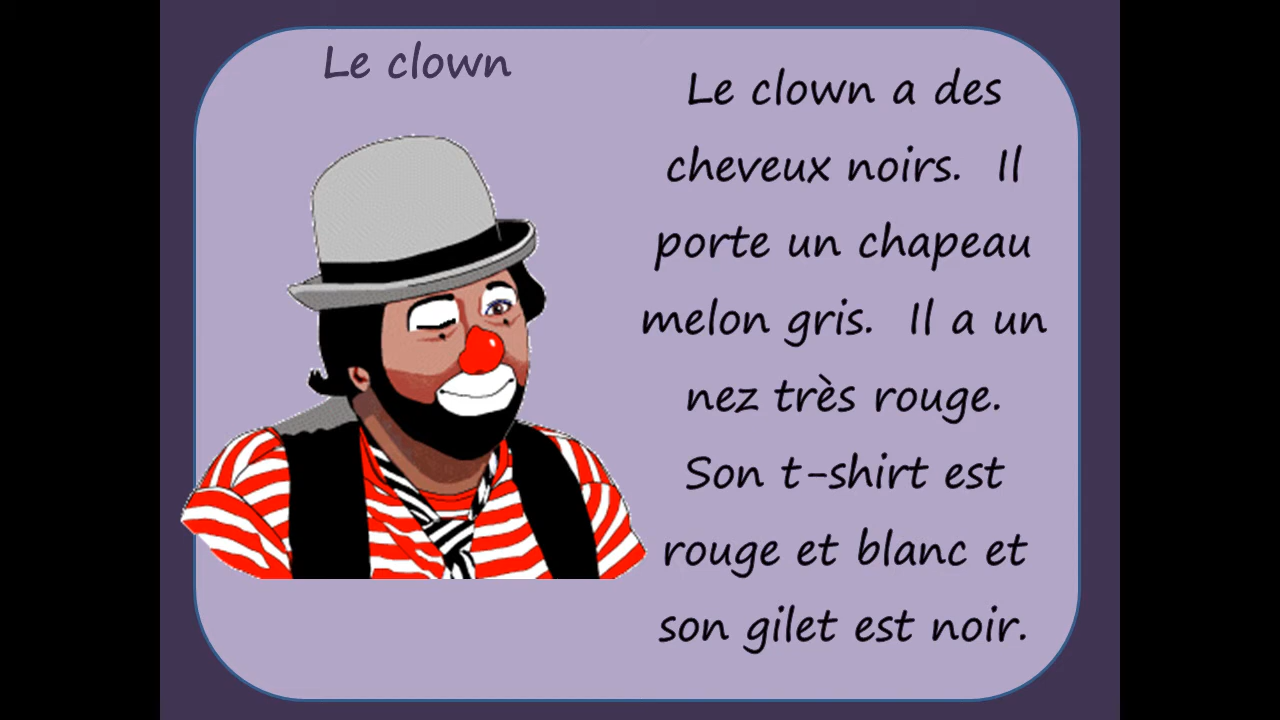 Le clown
Le clown a des
cheveux noirs. Il
porte un chapeau
melon gris. Il a un
nez très rouge.
Son t-shirt est
rouge et blanc et
son gilet est noir.